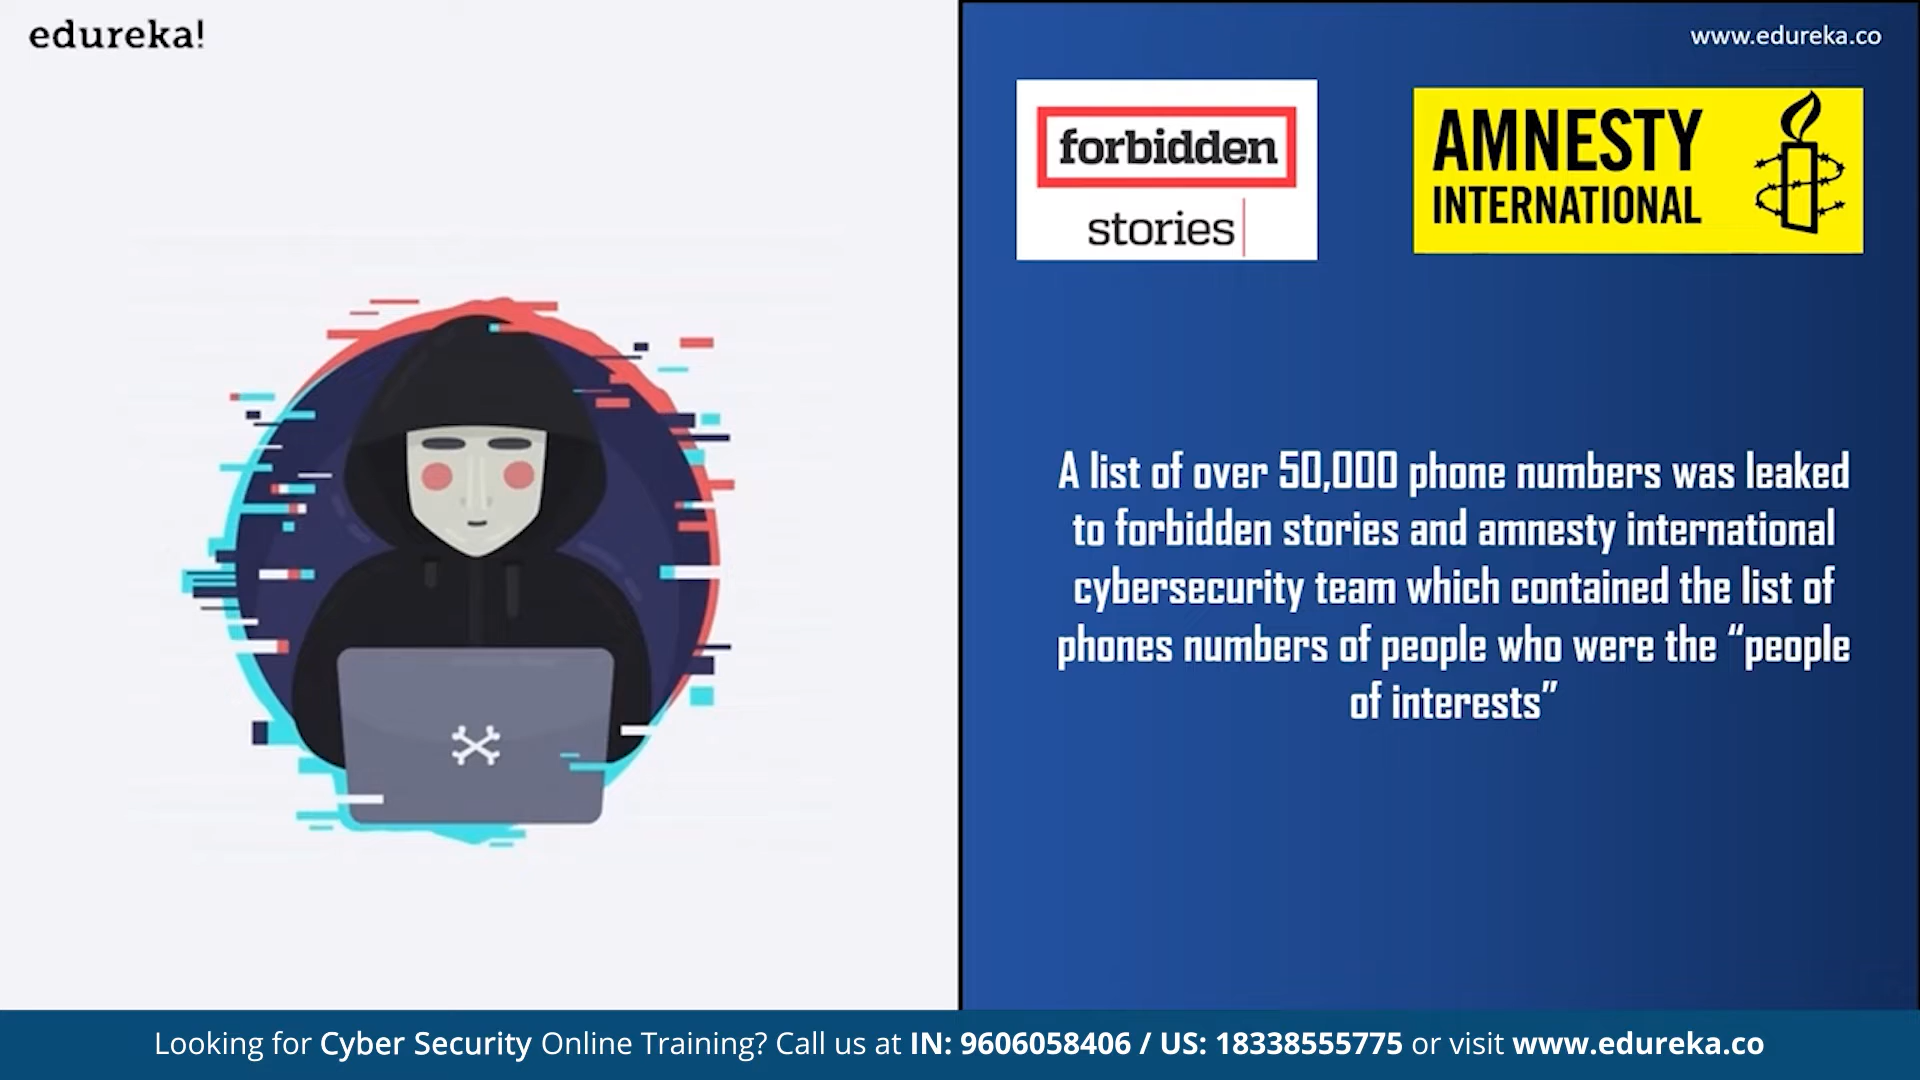 edureka!
www.edureka.co
forbidden
stories
AMNESTY
INTERNATIONAL
A list of over 50,000 phone numbers was leaked
to forbidden stories and amnesty international
cybersecurity team which contained the list of
phones numbers of people who were the “people
of interests”
Looking for Cyber Security Online Training? Call us at IN: 9606058406 / US: 18338555775 or visit www.edureka.co